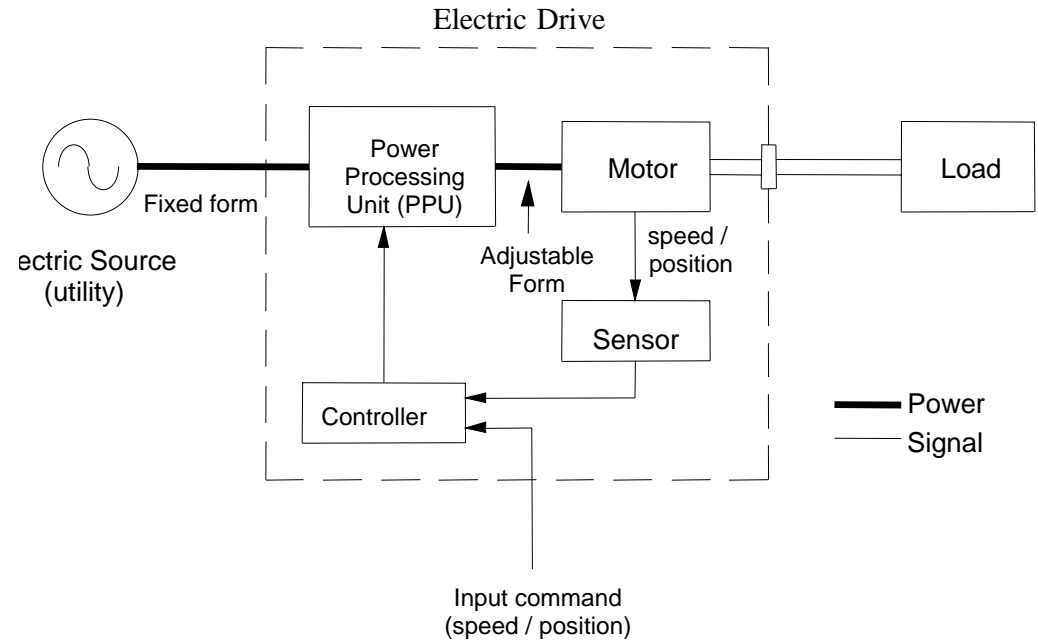 Electric Drive
Power
Processing
Unit (PPU)
Motor
Load
Fixed form
ectric Source
(utility)
Adjustable
Form
speed /
position
Sensor
Controller
Power
Signal
Input command
(speed / position)